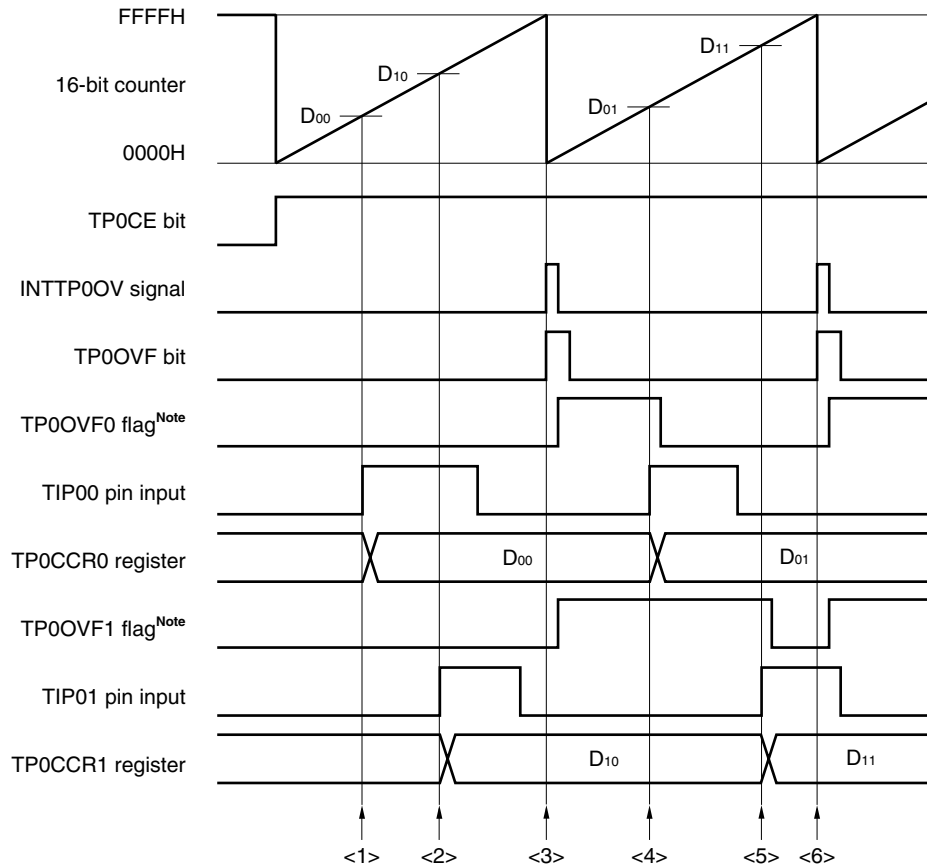 FFFFH
16-bit counter
0000H
D00
D10
D01
D11
TP0CE bit
INTTP0OV signal
TP0OVF bit
TP0OVF0 flagNote
TIP00 pin input
TP0CCR0 register
D00
D01
TP0OVF1 flagNote
TIP01 pin input
TP0CCR1 register
D10
D11
<1> <2> <3> <4> <5> <6>